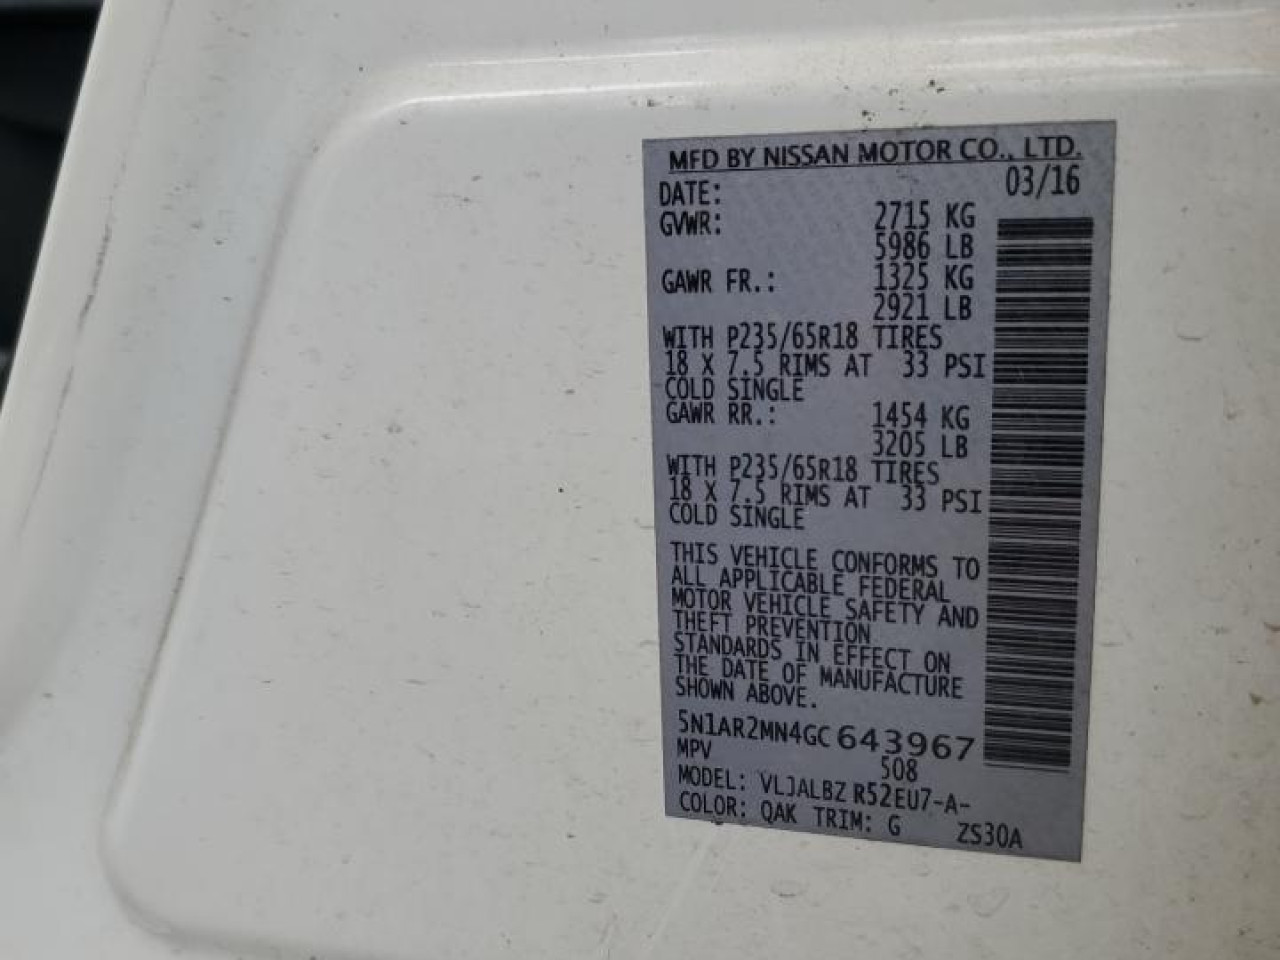 MFD BY NISSAN MOTOR CO., LTD.
DATE: 03/16
GVWR: 2715 KG
5986 LB
GAWR FR.: 1325 KG
2921 LB
WITH P235/65R18 TIRES
18 X 7.5 RIMS AT 33 PSI
COLD SINGLE
GAWR RR.: 1454 KG
3205 LB
WITH P235/65R18 TIRES
18 X 7.5 RIMS AT 33 PSI
COLD SINGLE
THIS VEHICLE CONFORMS TO
ALL APPLICABLE FEDERAL
MOTOR VEHICLE SAFETY AND
THEFT PREVENTION
STANDARDS IN EFFECT ON
THE DATE OF MANUFACTURE
SHOWN ABOVE.
5N1AR2MN4GC643967
MPV 508
MODEL: VLJALBZ R52EU7-A-
COLOR: QAK TRIM: G ZS30A